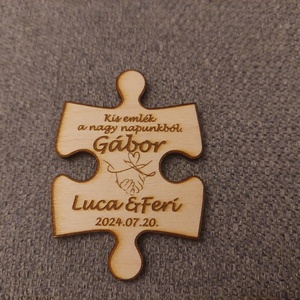 Kis emlék
a nagy napunkból.
Gábor
Luca &Feri
2024.07.20.